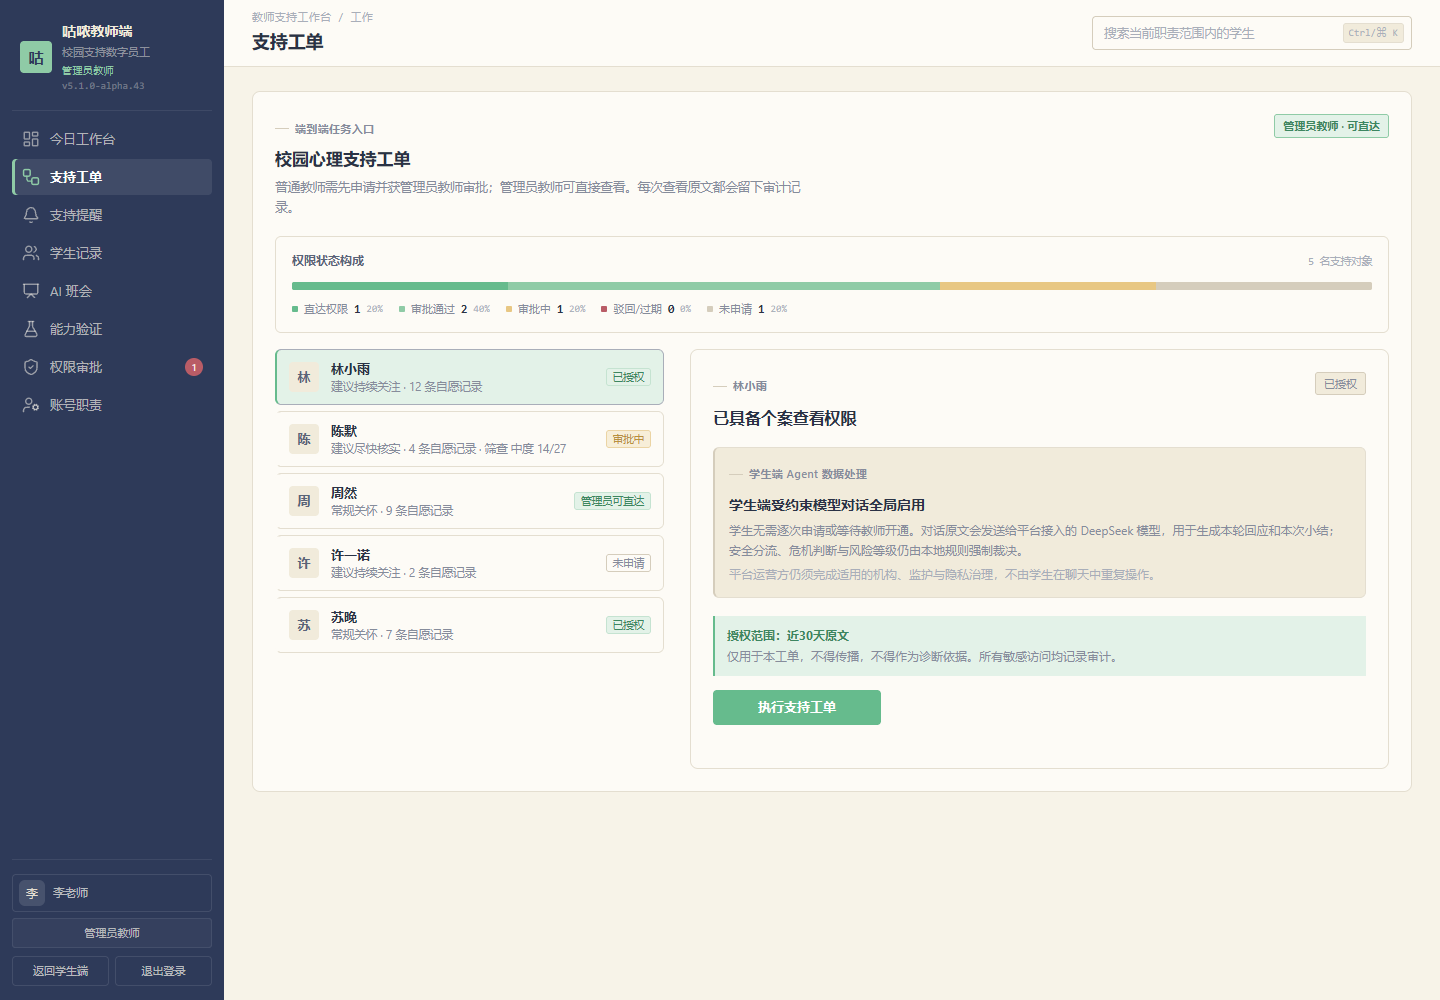 咕哝教师端
咕
校园支持数字员工
管理员教师
v5.1.0-alpha.43
今日工作台
支持工单
支持提醒
学生记录
AI 班会
能力验证
权限审批
1
账号职责
李
李老师
管理员教师
返回学生端
退出登录
教师支持工作台 / 工作
支持工单
搜索当前职责范围内的学生
Ctrl/⌘ K
端到端任务入口
管理员教师 · 可直达
校园心理支持工单
普通教师需先申请并获管理员教师审批；管理员教师可直接查看。每次查看原文都会留下审计记
录。
权限状态构成
5 名支持对象
直达权限 1 20%
审批通过 2 40%
审批中 1 20%
驳回/过期 0 0%
未申请 1 20%
林
林小雨
建议持续关注 · 12 条自愿记录
已授权
陈
陈默
建议尽快核实 · 4 条自愿记录 · 筛查 中度 14/27
审批中
周
周然
常规关怀 · 9 条自愿记录
管理员可直达
许
许一诺
建议持续关注 · 2 条自愿记录
未申请
苏
苏晚
常规关怀 · 7 条自愿记录
已授权
林小雨
已授权
已具备个案查看权限
学生端 Agent 数据处理
学生端受约束模型对话全局启用
学生无需逐次申请或等待教师开通。对话原文会发送给平台接入的 DeepSeek 模型，用于生成本轮回应和本次小结；
安全分流、危机判断与风险等级仍由本地规则强制裁决。
平台运营方仍须完成适用的机构、监护与隐私治理，不由学生在聊天中重复操作。
授权范围：近30天原文
仅用于本工单，不得传播，不得作为诊断依据。所有敏感访问均记录审计。
执行支持工单